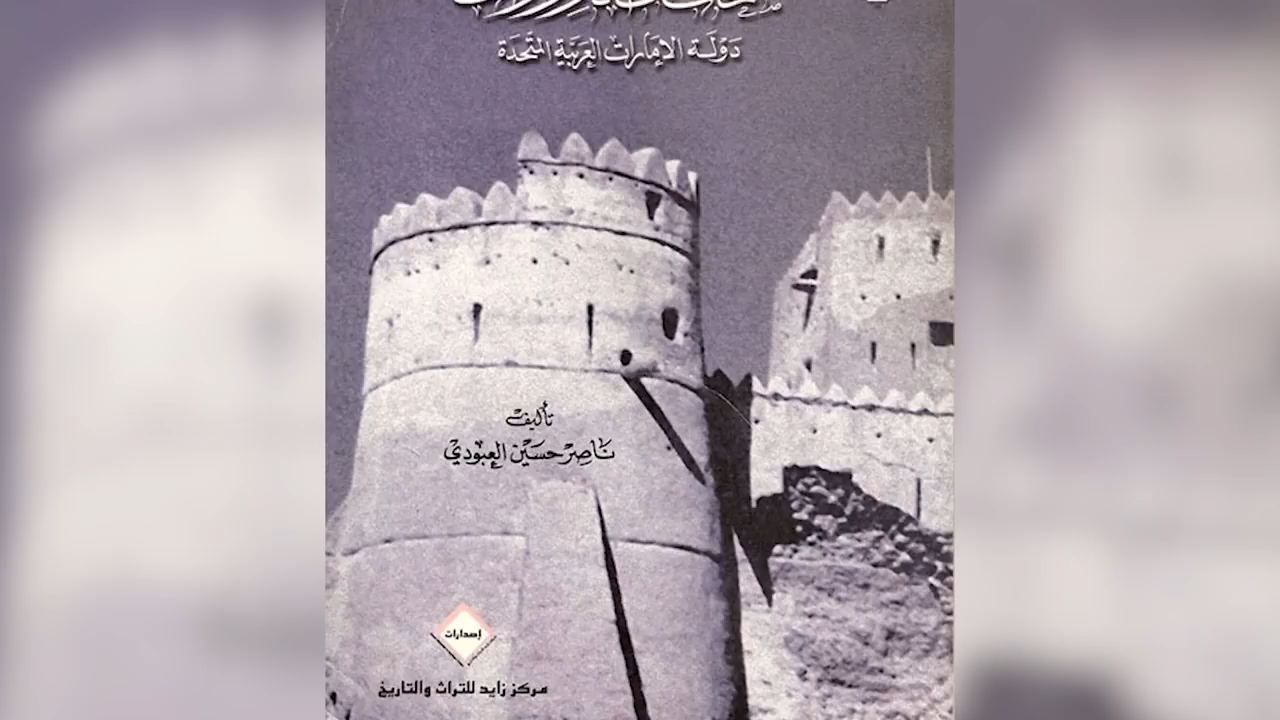 دولة الإمارات العربية المتحدة
تأليف
ناصر حسين العبودي
إصدارات
مركز زايد للتراث والتاريخ